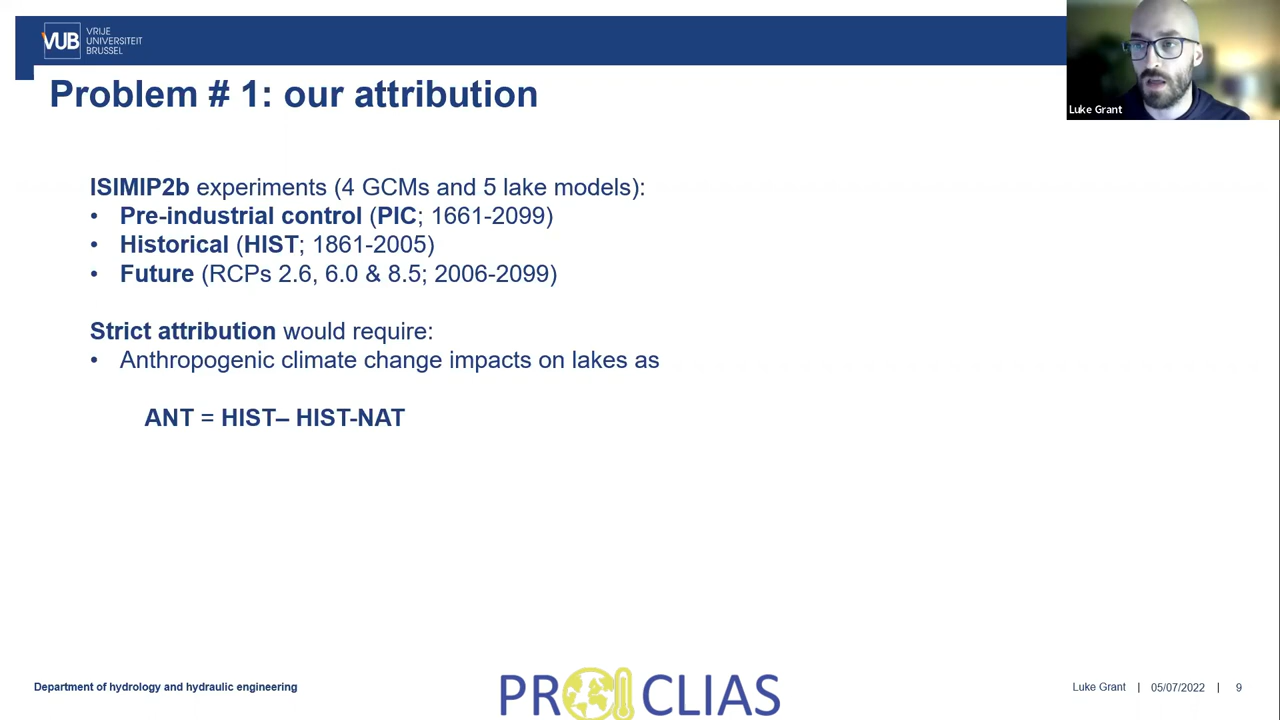 VUB
VRIJE
UNIVERSITEIT
BRUSSEL
Luke Grant
Problem # 1: our attribution
ISIMIP2b experiments (4 GCMs and 5 lake models):
• Pre-industrial control (PIC; 1661-2099)
• Historical (HIST; 1861-2005)
• Future (RCPs 2.6, 6.0 & 8.5; 2006-2099)
Strict attribution would require:
• Anthropogenic climate change impacts on lakes as
ANT = HIST– HIST-NAT
Department of hydrology and hydraulic engineering
PROCLIAS
Luke Grant | 05/07/2022 | 9